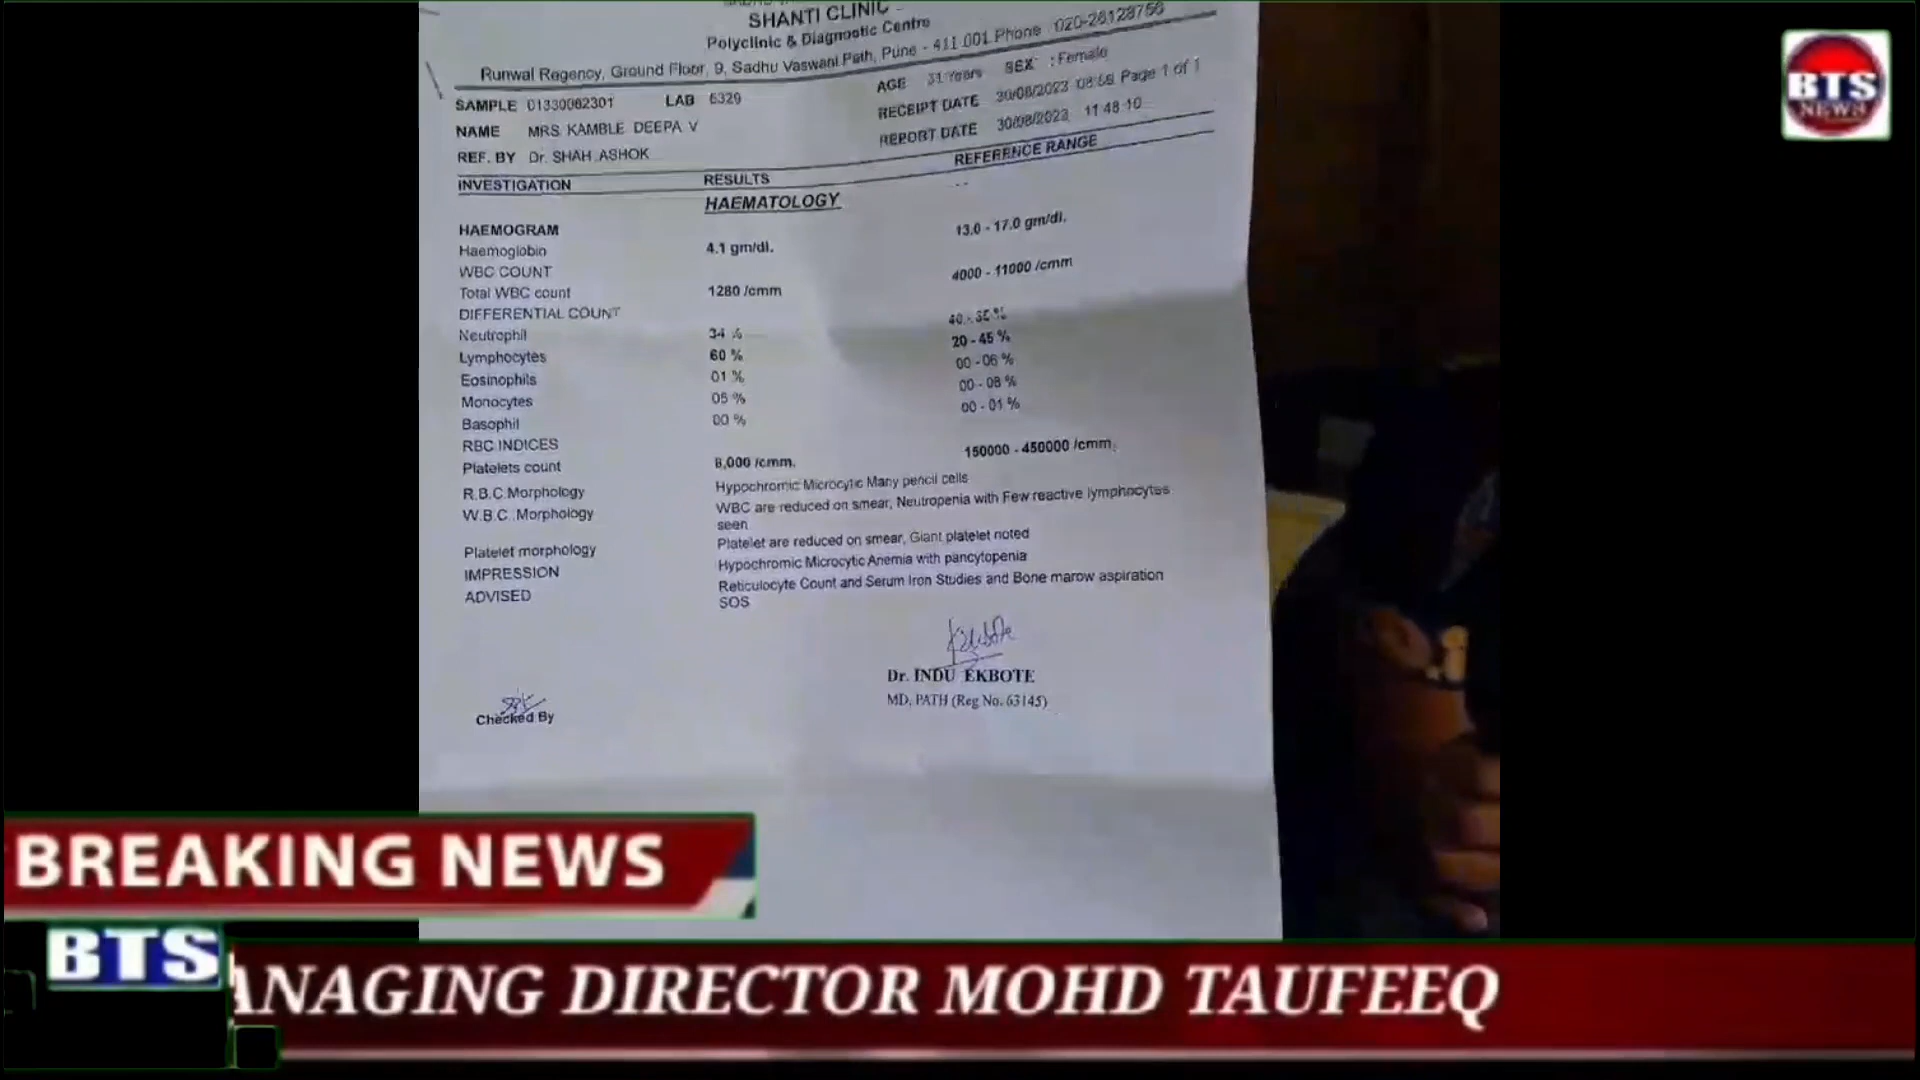 SHANTI CLINIC
Polyclinic & Diagnostic Centre
Runwal Regency, Ground Floor, 9, Sadhu Vaswani Path, Pune - 411 001 Phone : 020-26128756
SAMPLE 01330082301 LAB 6329 AGE 31 Years SEX : Female
RECEIPT DATE 30/08/2023 08:58 Page 1 of 1
NAME MRS KAMBLE DEEPA V
REPORT DATE 30/08/2023 11:48:10
REF. BY Dr. SHAH ASHOK
INVESTIGATION RESULTS REFERENCE RANGE
HAEMATOLOGY
HAEMOGRAM
Haemoglobin 4.1 gm/dl. 13.0 - 17.0 gm/dl.
WBC COUNT
Total WBC count 1280 /cmm 4000 - 11000 /cmm
DIFFERENTIAL COUNT
Neutrophil 34 % 40 - %
Lymphocytes 60 % 20 - 45 %
Eosinophils 01 % 00 - 06 %
Monocytes 05 % 00 - 08 %
Basophil 00 % 00 - 01 %
RBC INDICES
Platelets count 8,000 /cmm. 150000 - 450000 /cmm.
R.B.C.Morphology Hypochromic Microcytic Many pencil cells
W.B.C..Morphology WBC are reduced on smear, Neutropenia with Few reactive lymphocytes
seen
Platelet morphology Platelet are reduced on smear, Giant platelet noted
IMPRESSION Hypochromic Microcytic Anemia with pancytopenia
ADVISED Reticulocyte Count and Serum Iron Studies and Bone marow aspiration
SOS
Dr. INDU EKBOTE
MD, PATH (Reg No. 63145)
Checked By
BTS
NEWS
BREAKING NEWS
BTS
ANAGING DIRECTOR MOHD TAUFEEQ